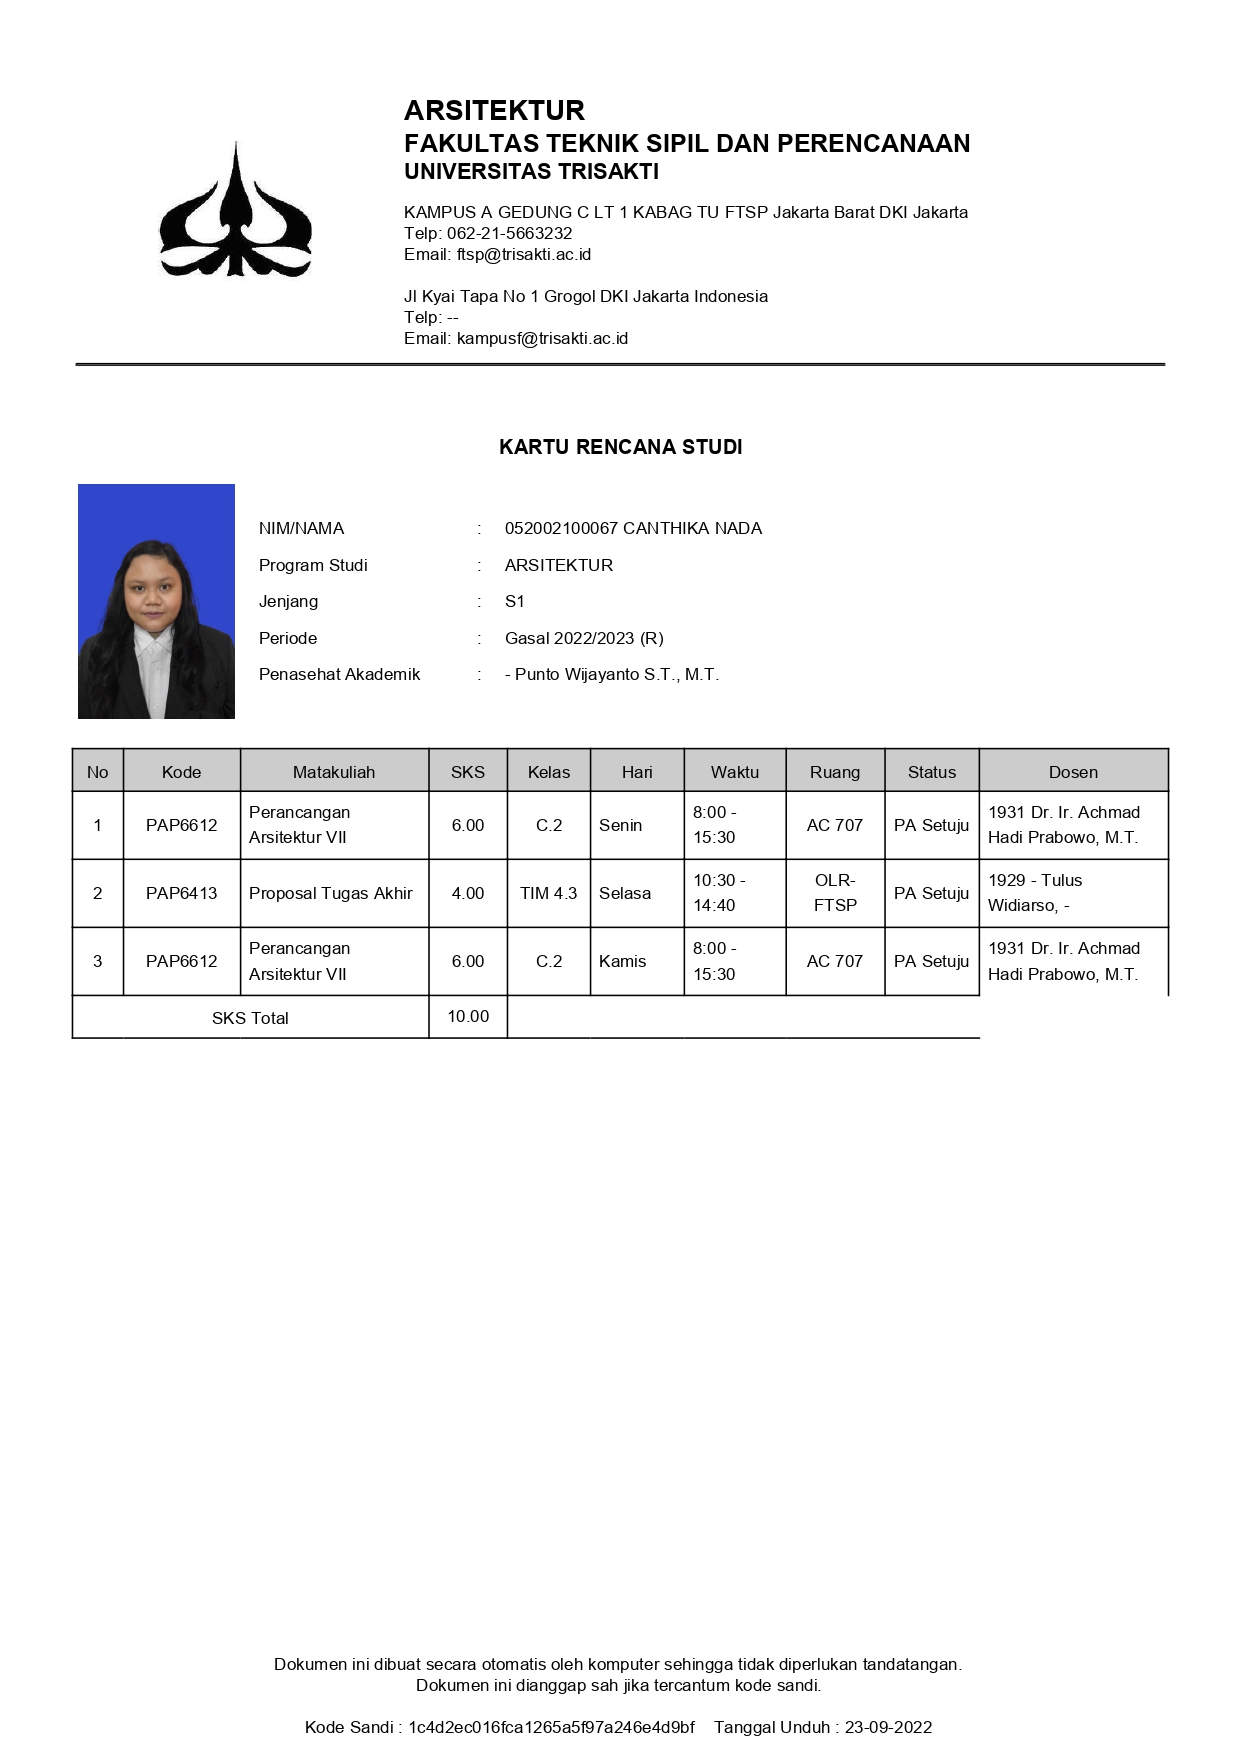 ARSITEKTUR
FAKULTAS TEKNIK SIPIL DAN PERENCANAAN
UNIVERSITAS TRISAKTI
KAMPUS A GEDUNG C LT 1 KABAG TU FTSP Jakarta Barat DKI Jakarta
Telp: 062-21-5663232
Email: ftsp@trisakti.ac.id
Jl Kyai Tapa No 1 Grogol DKI Jakarta Indonesia
Telp: --
Email: kampusf@trisakti.ac.id
KARTU RENCANA STUDI
NIM/NAMA : 052002100067 CANTHIKA NADA
Program Studi : ARSITEKTUR
Jenjang : S1
Periode : Gasal 2022/2023 (R)
Penasehat Akademik : - Punto Wijayanto S.T., M.T.
No Kode Matakuliah SKS Kelas Hari Waktu Ruang Status Dosen
1 PAP6612 Perancangan Arsitektur VII 6.00 C.2 Senin 8:00 - 15:30 AC 707 PA Setuju 1931 Dr. Ir. Achmad Hadi Prabowo, M.T.
2 PAP6413 Proposal Tugas Akhir 4.00 TIM 4.3 Selasa 10:30 - 14:40 OLR-FTSP PA Setuju 1929 - Tulus Widiarso, -
3 PAP6612 Perancangan Arsitektur VII 6.00 C.2 Kamis 8:00 - 15:30 AC 707 PA Setuju 1931 Dr. Ir. Achmad Hadi Prabowo, M.T.
SKS Total 10.00
Dokumen ini dibuat secara otomatis oleh komputer sehingga tidak diperlukan tandatangan.
Dokumen ini dianggap sah jika tercantum kode sandi.
Kode Sandi : 1c4d2ec016fca1265a5f97a246e4d9bf Tanggal Unduh : 23-09-2022